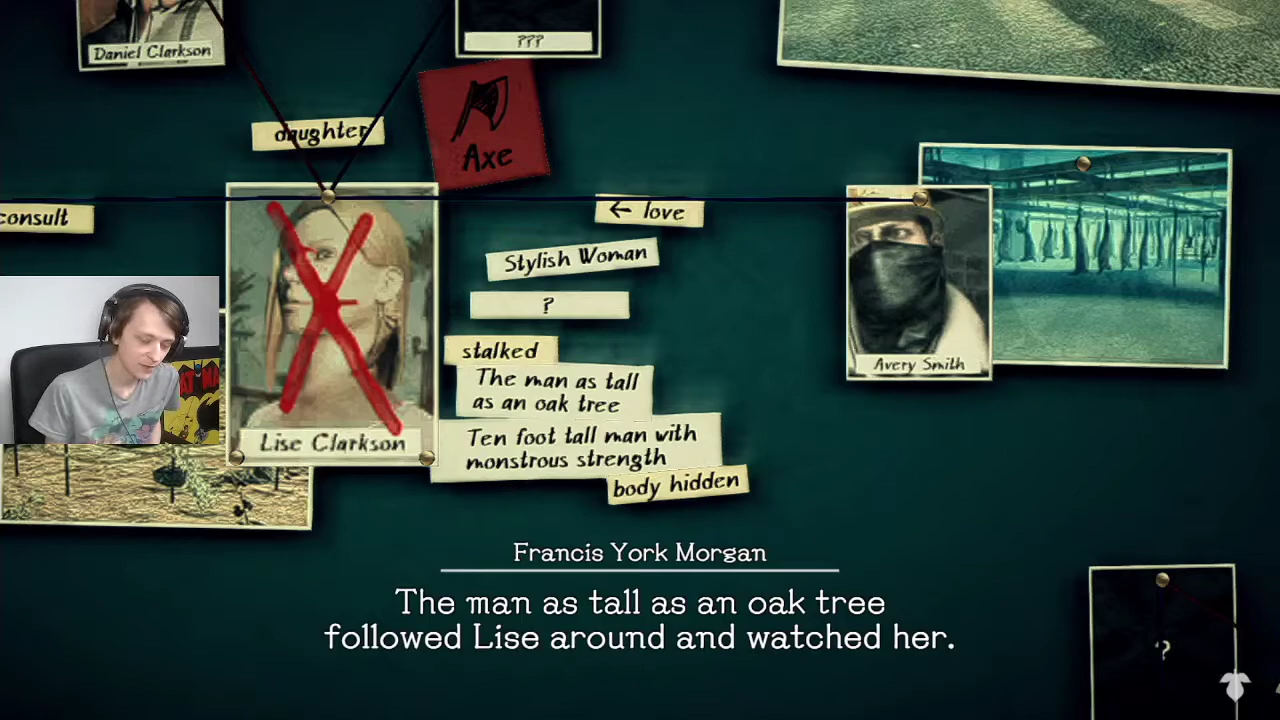 Daniel Clarkson
???
daughter
Axe
consult
← love
Stylish Woman
?
stalked
The man as tall
as an oak tree
Ten foot tall man with
monstrous strength
body hidden
Lise Clarkson
Avery Smith
?
Francis York Morgan
The man as tall as an oak tree
followed Lise around and watched her.